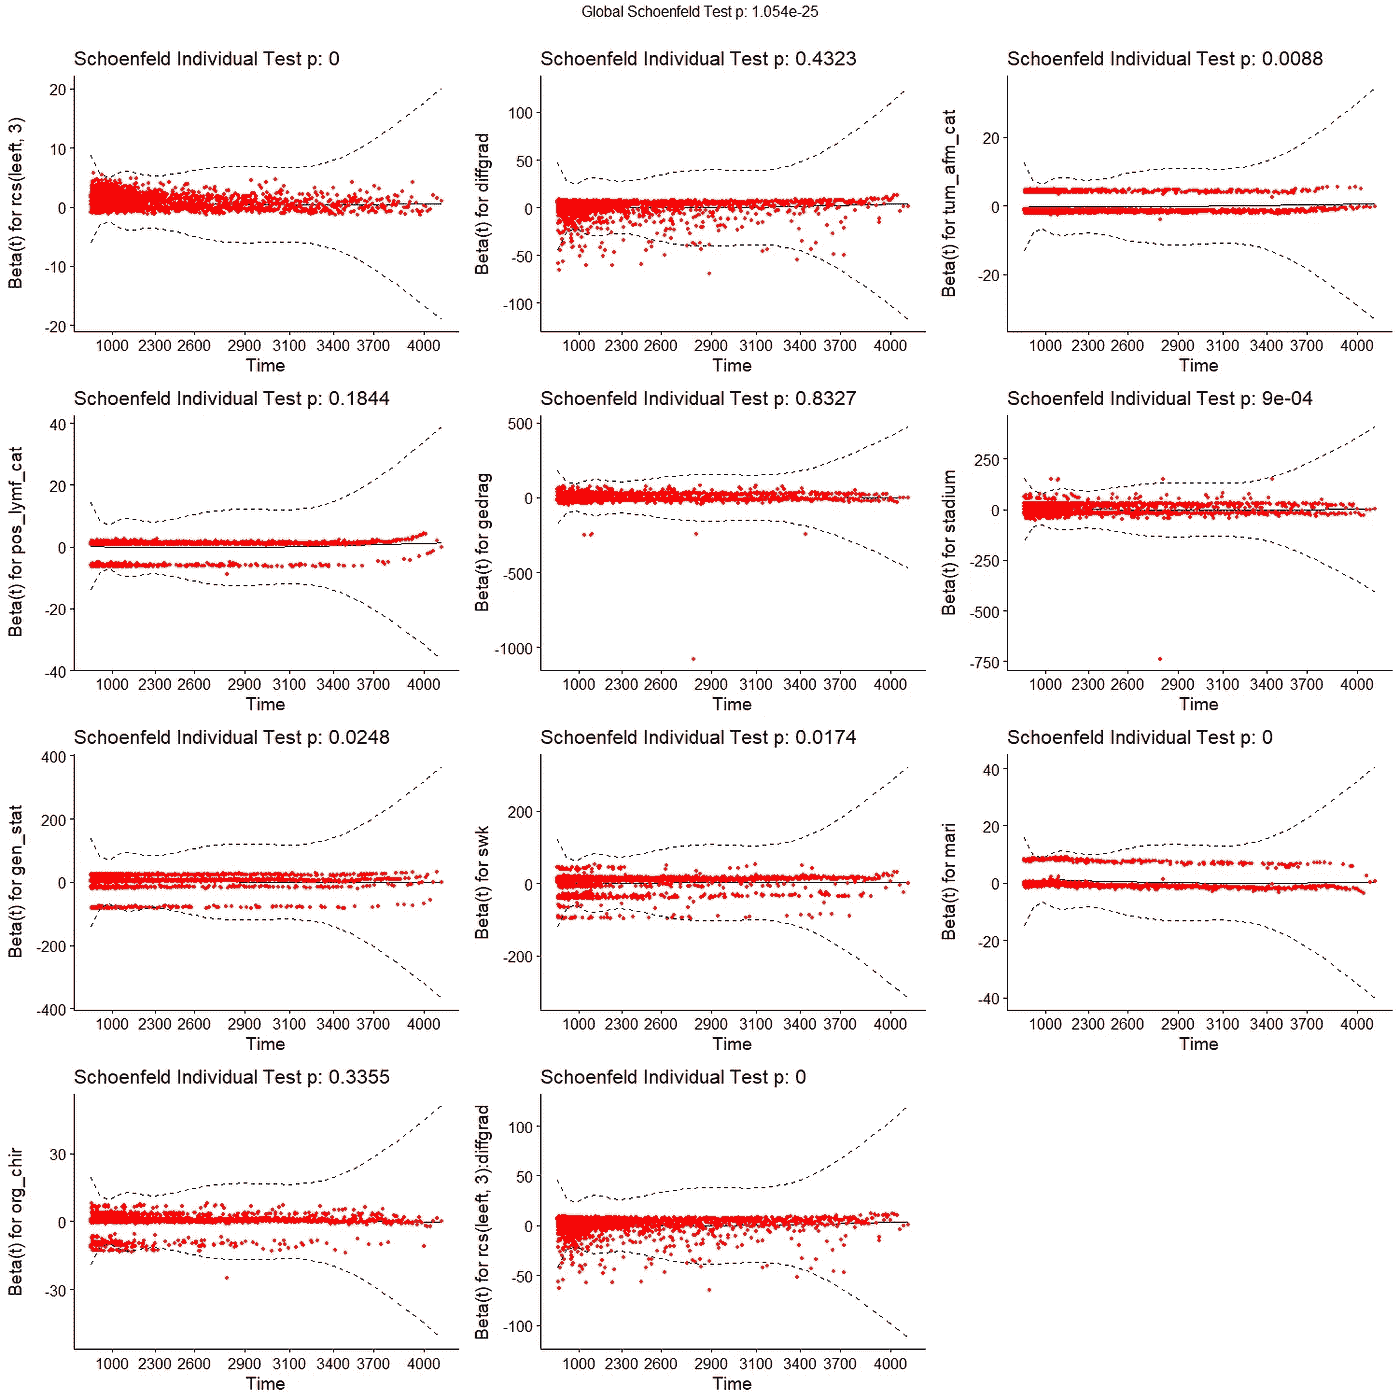 Global Schoenfeld Test p: 1.054e-25
Schoenfeld Individual Test p: 0
Beta(t) for rcs(leeft, 3)
20
10
0
-10
-20
1000 2300 2600 2900 3100 3400 3700 4000
Time
Schoenfeld Individual Test p: 0.4323
Beta(t) for diffgrad
100
50
0
-50
-100
1000 2300 2600 2900 3100 3400 3700 4000
Time
Schoenfeld Individual Test p: 0.0088
Beta(t) for tum_afm_cat
20
0
-20
1000 2300 2600 2900 3100 3400 3700 4000
Time
Schoenfeld Individual Test p: 0.1844
Beta(t) for pos_lymf_cat
40
20
0
-20
-40
1000 2300 2600 2900 3100 3400 3700 4000
Time
Schoenfeld Individual Test p: 0.8327
Beta(t) for gedrag
500
0
-500
-1000
1000 2300 2600 2900 3100 3400 3700 4000
Time
Schoenfeld Individual Test p: 9e-04
Beta(t) for stadium
250
0
-250
-500
-750
1000 2300 2600 2900 3100 3400 3700 4000
Time
Schoenfeld Individual Test p: 0.0248
Beta(t) for gen_stat
400
200
0
-200
-400
1000 2300 2600 2900 3100 3400 3700 4000
Time
Schoenfeld Individual Test p: 0.0174
Beta(t) for swk
200
0
-200
1000 2300 2600 2900 3100 3400 3700 4000
Time
Schoenfeld Individual Test p: 0
Beta(t) for mari
40
20
0
-20
-40
1000 2300 2600 2900 3100 3400 3700 4000
Time
Schoenfeld Individual Test p: 0.3355
Beta(t) for org_chir
30
0
-30
1000 2300 2600 2900 3100 3400 3700 4000
Time
Schoenfeld Individual Test p: 0
Beta(t) for rcs(leeft, 3):diffgrad
100
50
0
-50
-100
1000 2300 2600 2900 3100 3400 3700 4000
Time